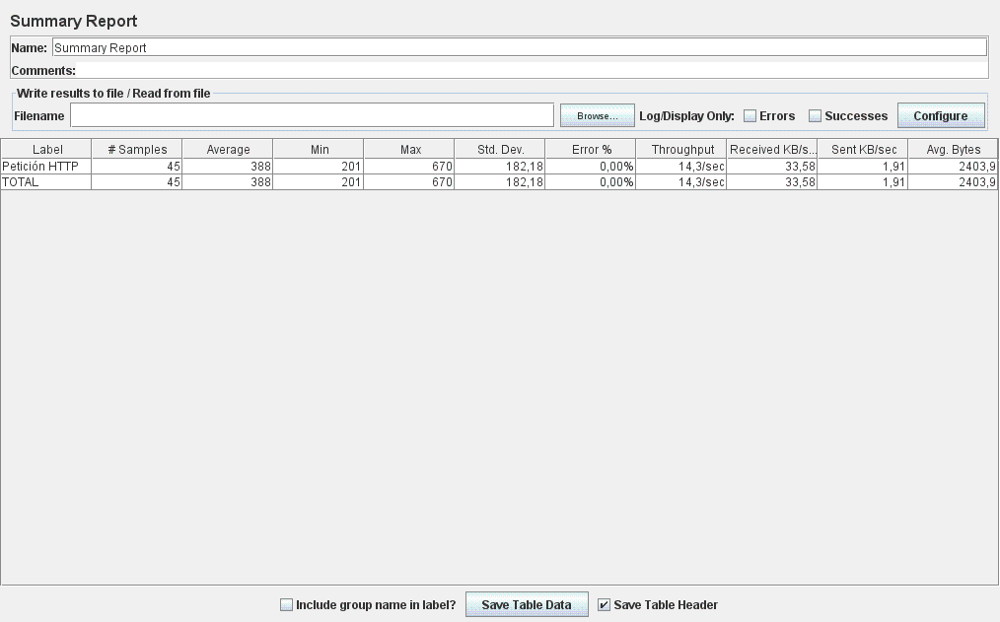 Summary Report
Name: Summary Report
Comments:
Write results to file / Read from file
Filename Browse... Log/Display Only: Errors Successes Configure
Label # Samples Average Min Max Std. Dev. Error % Throughput Received KB/s... Sent KB/sec Avg. Bytes
Petición HTTP 45 388 201 670 182,18 0,00% 14,3/sec 33,58 1,91 2403,9
TOTAL 45 388 201 670 182,18 0,00% 14,3/sec 33,58 1,91 2403,9
Include group name in label? Save Table Data Save Table Header